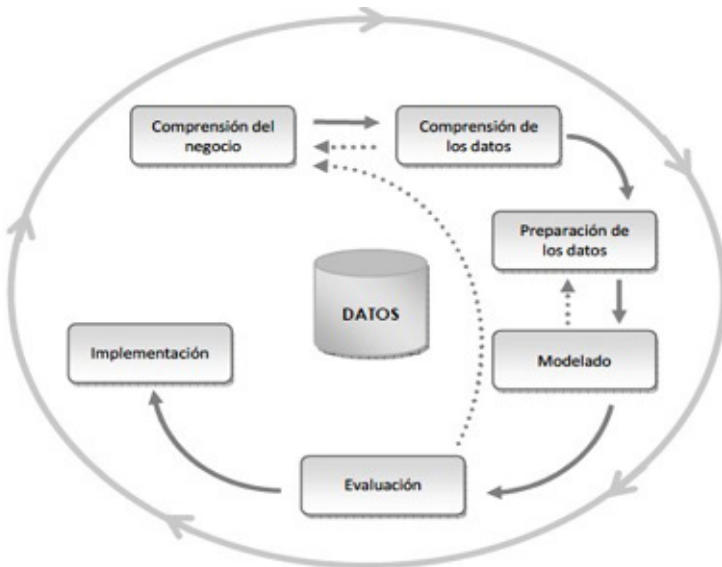 Comprensión del
negocio
Comprensión de
los datos
Preparación de
los datos
DATOS
Implementación
Modelado
Evaluación